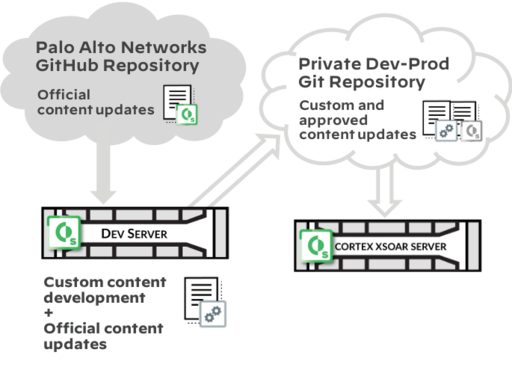 Palo Alto Networks
GitHub Repository
Official
content updates
Private Dev-Prod
Git Repository
Custom and
approved
content updates
DEV SERVER
CORTEX XSOAR SERVER
Custom content
development
+
Official content
updates